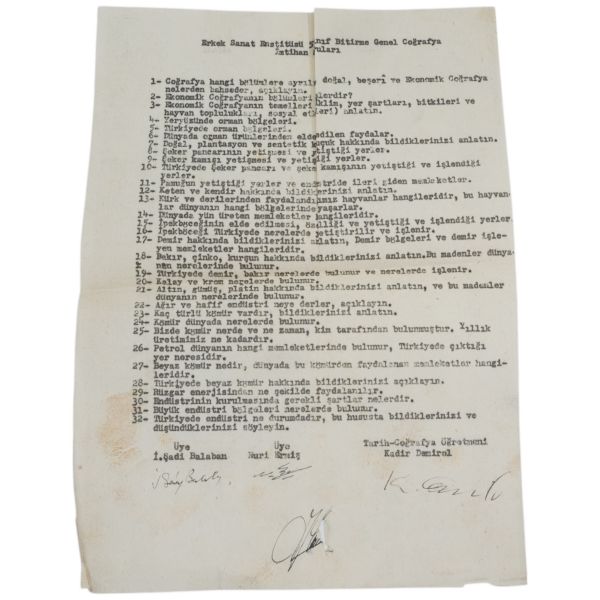 Erkek Sanat Enstitüsü Sınıf Bitirme Genel Coğrafya
İmtihan Soruları
1- Coğrafya hangi bölümlere ayrılır doğal, beşerî ve Ekonomik Coğrafya
nelerden bahseder, açıklayın.
2- Ekonomik Coğrafyanın bölümleri nelerdir?
3- Ekonomik Coğrafyanın temelleri (iklim, yer şartları, bitkileri ve
hayvan toplulukları, sosyal etkileri) anlatın.
4- Yeryüzünde orman bölgeleri.
5- Türkiyede orman bölgeleri.
6- Dünyada orman ürünlerinden elde edilen faydalar.
7- Doğal, plantasyon ve sentetik kauçuk hakkında bildiklerinizi anlatın.
8- Şeker pancarının yetişmesi ve yetiştiği yerler.
9- Şeker kamışı yetişmesi ve yetiştiği yerler.
10- Türkiyede Şeker pancarı ve şeker kamışının yetiştiği ve işlendiği
yerler.
11- Pamuğun yetiştiği yerler ve endüstride ileri giden memleketler.
12- Keten ve kendir hakkında bildiklerinizi anlatın.
13- Kürk ve derilerinden faydalandığımız hayvanlar hangileridir, bu hayvan-
lar dünyanın hangi bölgelerinde yaşarlar.
14- Dünyada yün üreten memleketler hangileridir.
15- İpekböceğinin elde edilmesi, özelliği ve yetiştiği ve işlendiği yerler
16- İpekböceği Türkiyede nerelerde yetiştirilir ve işlenir.
17- Demir hakkında bildiklerinizi anlatın, Demir bölgeleri ve demir işle-
yen memleketler hangileridir.
18- Bakır, çinko, kurşun hakkında bildiklerinizi anlatın.Bu madenler dünya
nın nerelerinde bulunur.
19- Türkiyede demir, bakır nerelerde bulunur ve nerelerde işlenir.
20- Kalay ve krom nerelerde bulunur.
21- Altın, gümüş, platin hakkında bildiklerinizi anlatın, ve bu madenler
dünyanın nerelerinde bulunur.
22- Ağır ve hafif endüstri neye derler, açıklayın.
23- Kaç türlü kömür vardır, bildiklerinizi anlatın.
24- Kömür dünyada nerelerde bulunur.
25- Bizde kömür nerde ve ne zaman, kim tarafından bulunmuştur. Yıllık
üretimimiz ne kadardır.
26- Petrol dünyanın hangi memleketlerinde bulunur, Türkiyede çıktığı
yer neresidir.
27- Beyaz kömür nedir, dünyada bu kömürden faydalanan memleketler hangi-
leridir.
28- Türkiyede beyaz kömür hakkında bildiklerinizi açıklayın.
29- Rüzgar enerjisinden ne şekilde faydalanılır.
30- Endüstrinin kurulmasında gerekli şartlar nelerdir.
31- Büyük endüstri bölgeleri nerelerde bulunur.
32- Türkiyede endüstri ne durumdadır, bu hususta bildiklerinizi ve
düşündüklerinizi söyleyin.
Üye Üye Tarih-Coğrafya Öğretmeni
İ.Şadi Balaban Nuri Ermiş Kadir Demirol